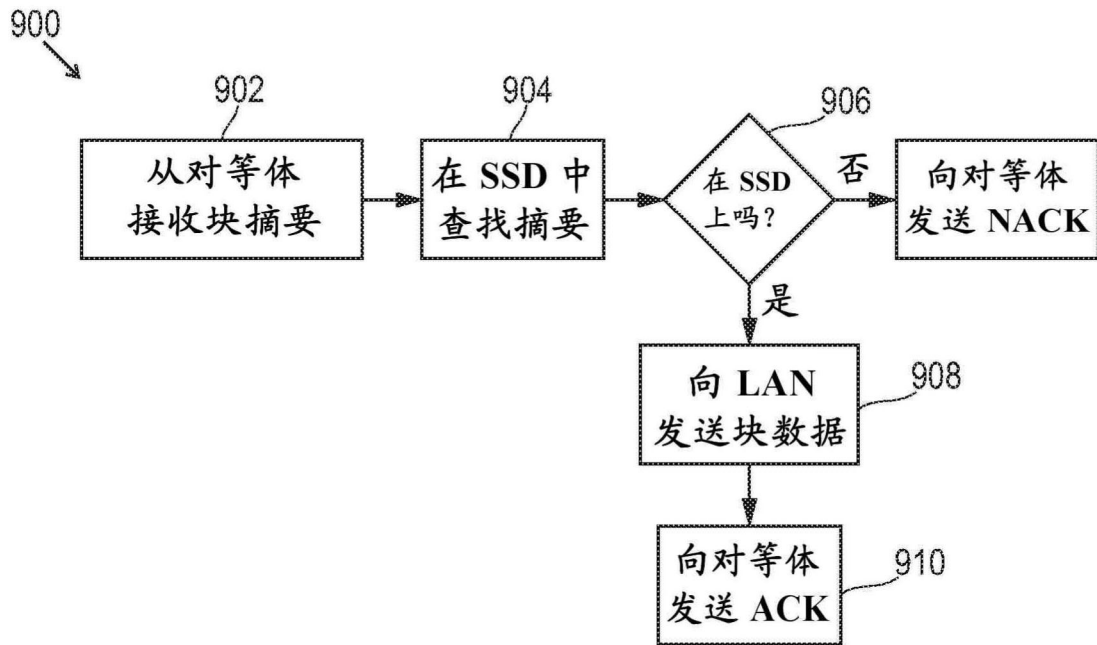 900
902
从对等体
接收块摘要
904
在 SSD 中
查找摘要
906
在 SSD
上吗?
否
向对等体
发送 NACK
是
908
向 LAN
发送块数据
910
向对等体
发送 ACK